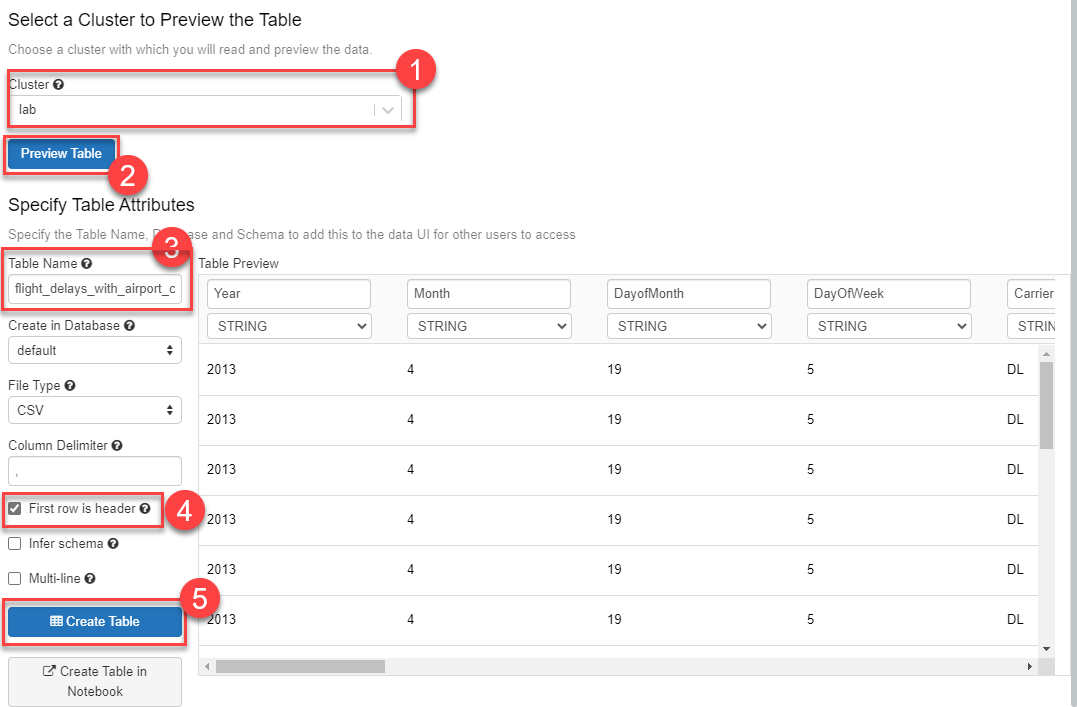 Select a Cluster to Preview the Table
Choose a cluster with which you will read and preview the data.
1
Cluster
lab
Preview Table
2
Specify Table Attributes
Specify the Table Name, and Schema to add this to the data UI for other users to access
3
Table Name
flight_delays_with_airport_c
Create in Database
default
File Type
CSV
Column Delimiter
,
First row is header
4
Infer schema
Multi-line
5
Create Table
Create Table in
Notebook
Table Preview
Year Month DayofMonth DayOfWeek Carrier
STRING STRING STRING STRING STRIN
2013 4 19 5 DL
2013 4 19 5 DL
2013 4 19 5 DL
2013 4 19 5 DL
2013 4 19 5 DL
2013 4 19 5 DL